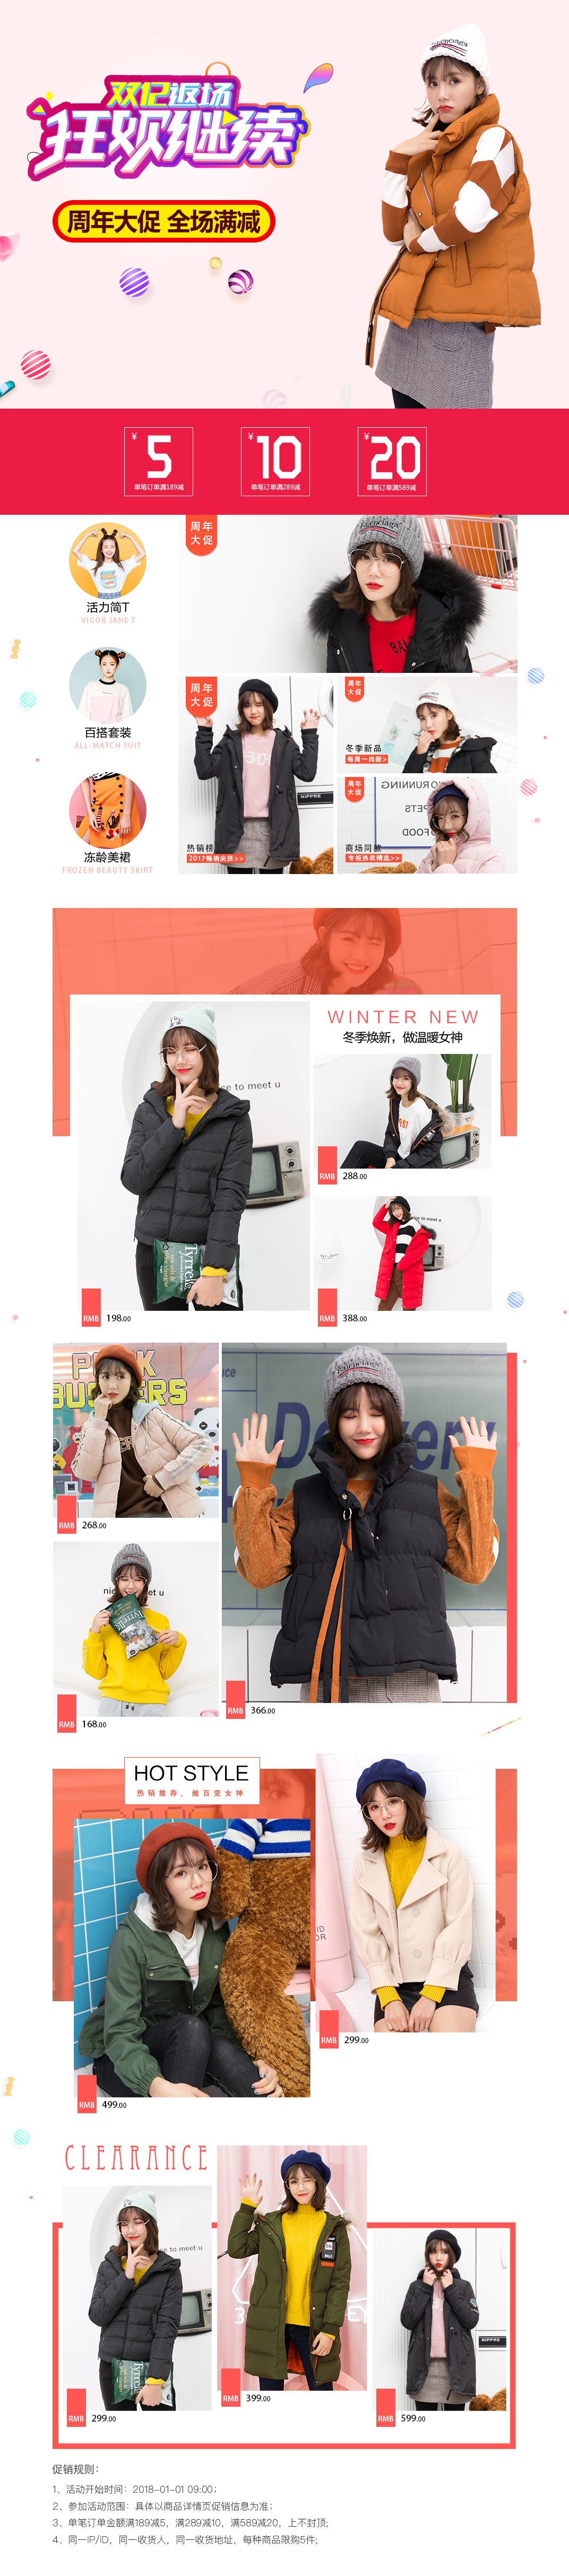 双12返场
狂欢继续
周年大促 全场满减
¥ 5
单笔订单满189减
¥ 10
单笔订单满289减
¥ 20
单笔订单满589减
活力简T
VIGOR JANE T
百搭套装
ALL-MATCH SUIT
冻龄美裙
FROZEN BEAUTY SKIRT
周年
大促
周年
大促
热销榜
2017畅销尖货>>
周年
大促
冬季新品
每周一尚新>
周年
大促
商场同款
专柜热卖精选>>
WINTER NEW
冬季焕新，做温暖女神
ce to meet u
Tyrrells
RMB 198.00
RMB 288.00
RMB 388.00
RMB 268.00
RMB 168.00
Delivery
RMB 366.00
HOT STYLE
热销推荐，做百变女神
RMB 499.00
RMB 299.00
CLEARANCE
ce to meet u
RMB 299.00
RMB 399.00
RMB 599.00
促销规则：
1、活动开始时间：2018-01-01 09:00；
2、参加活动范围：具体以商品详情页促销信息为准；
3、单笔订单金额满189减5，满289减10，满589减20，上不封顶;
4、同一IP/ID，同一收货人，同一收货地址，每种商品限购5件;